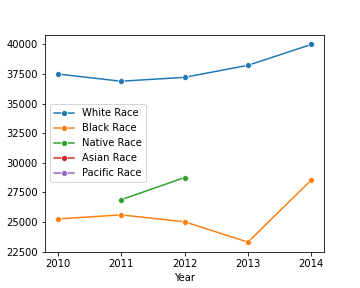 40000
37500
35000
32500
30000
27500
25000
22500
White Race
Black Race
Native Race
Asian Race
Pacific Race
2010 2011 2012 2013 2014
Year